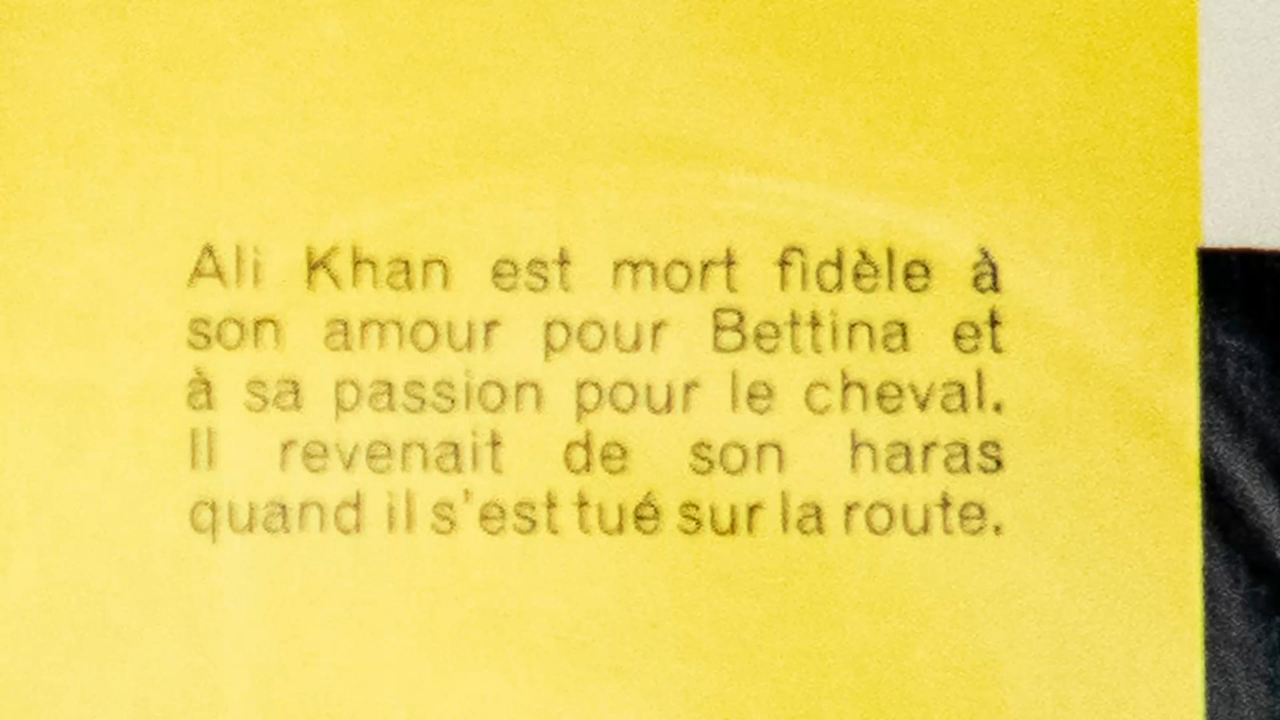 Ali Khan est mort fidèle à
son amour pour Bettina et
à sa passion pour le cheval.
Il revenait de son haras
quand il s'est tué sur la route.